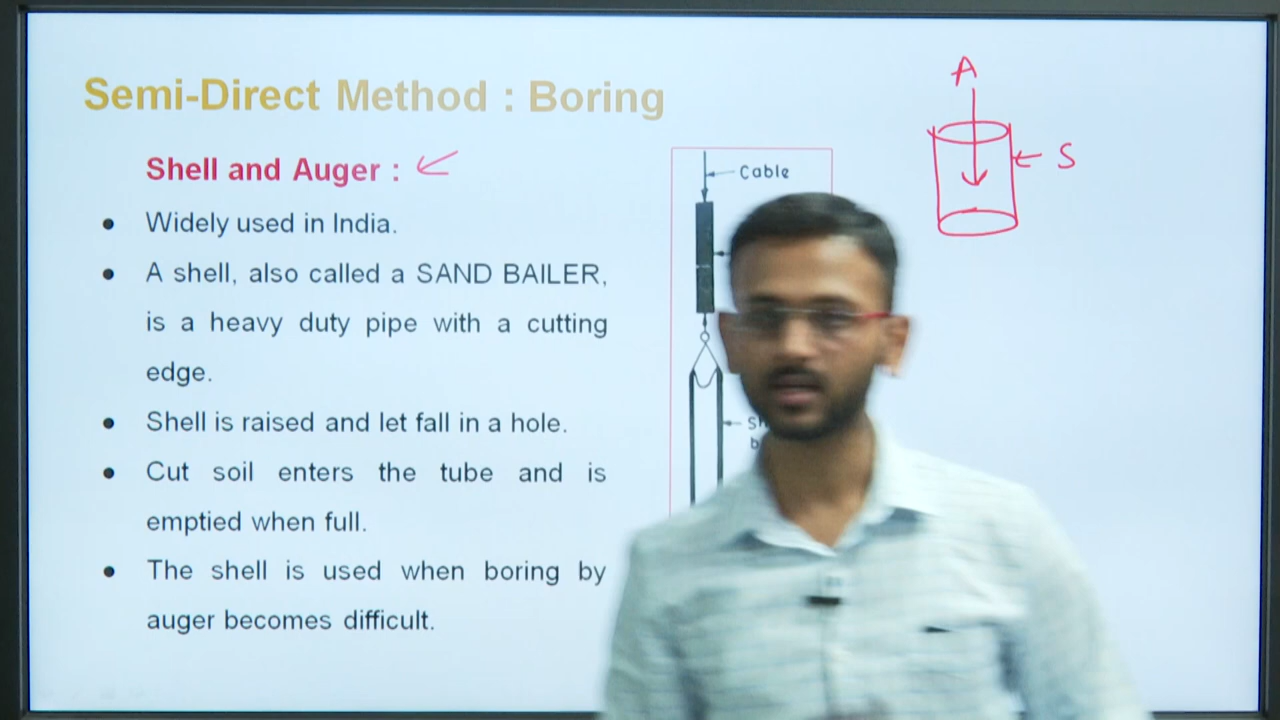 Semi-Direct Method : Boring
Shell and Auger :
● Widely used in India.
● A shell, also called a SAND BAILER,
is a heavy duty pipe with a cutting
edge.
● Shell is raised and let fall in a hole.
● Cut soil enters the tube and is
emptied when full.
● The shell is used when boring by
auger becomes difficult.
Cable
A
S